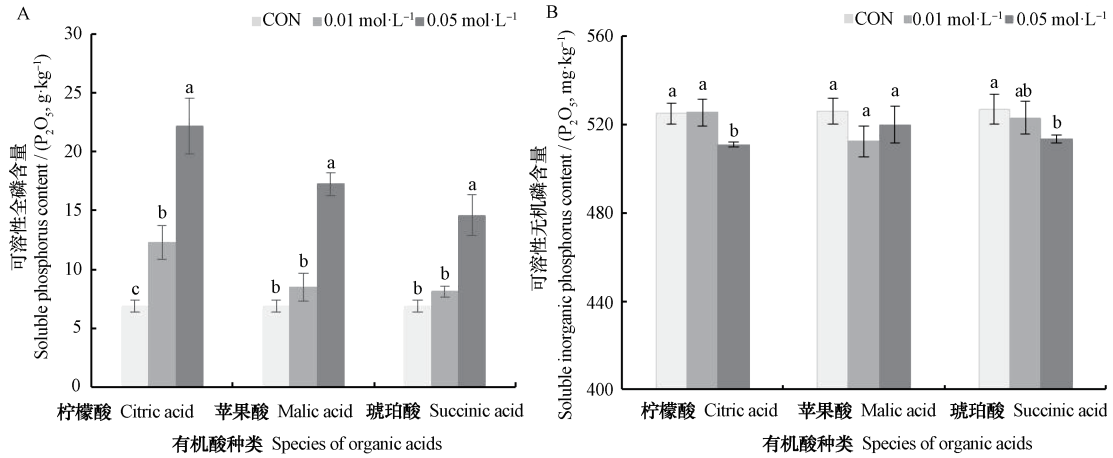 A
CON 0.01 mol·L⁻¹ 0.05 mol·L⁻¹
可溶性全磷含量
Soluble phosphorus content / (P₂O₅, g·kg⁻¹)
30
25
20
15
10
5
0
c b a
b b a
b b a
柠檬酸 Citric acid 苹果酸 Malic acid 琥珀酸 Succinic acid
有机酸种类 Species of organic acids
B
CON 0.01 mol·L⁻¹ 0.05 mol·L⁻¹
可溶性无机磷含量
Soluble inorganic phosphorus content / (P₂O₅, mg·kg⁻¹)
560
520
480
440
400
a a b
a a a
a ab b
柠檬酸 Citric acid 苹果酸 Malic acid 琥珀酸 Succinic acid
有机酸种类 Species of organic acids